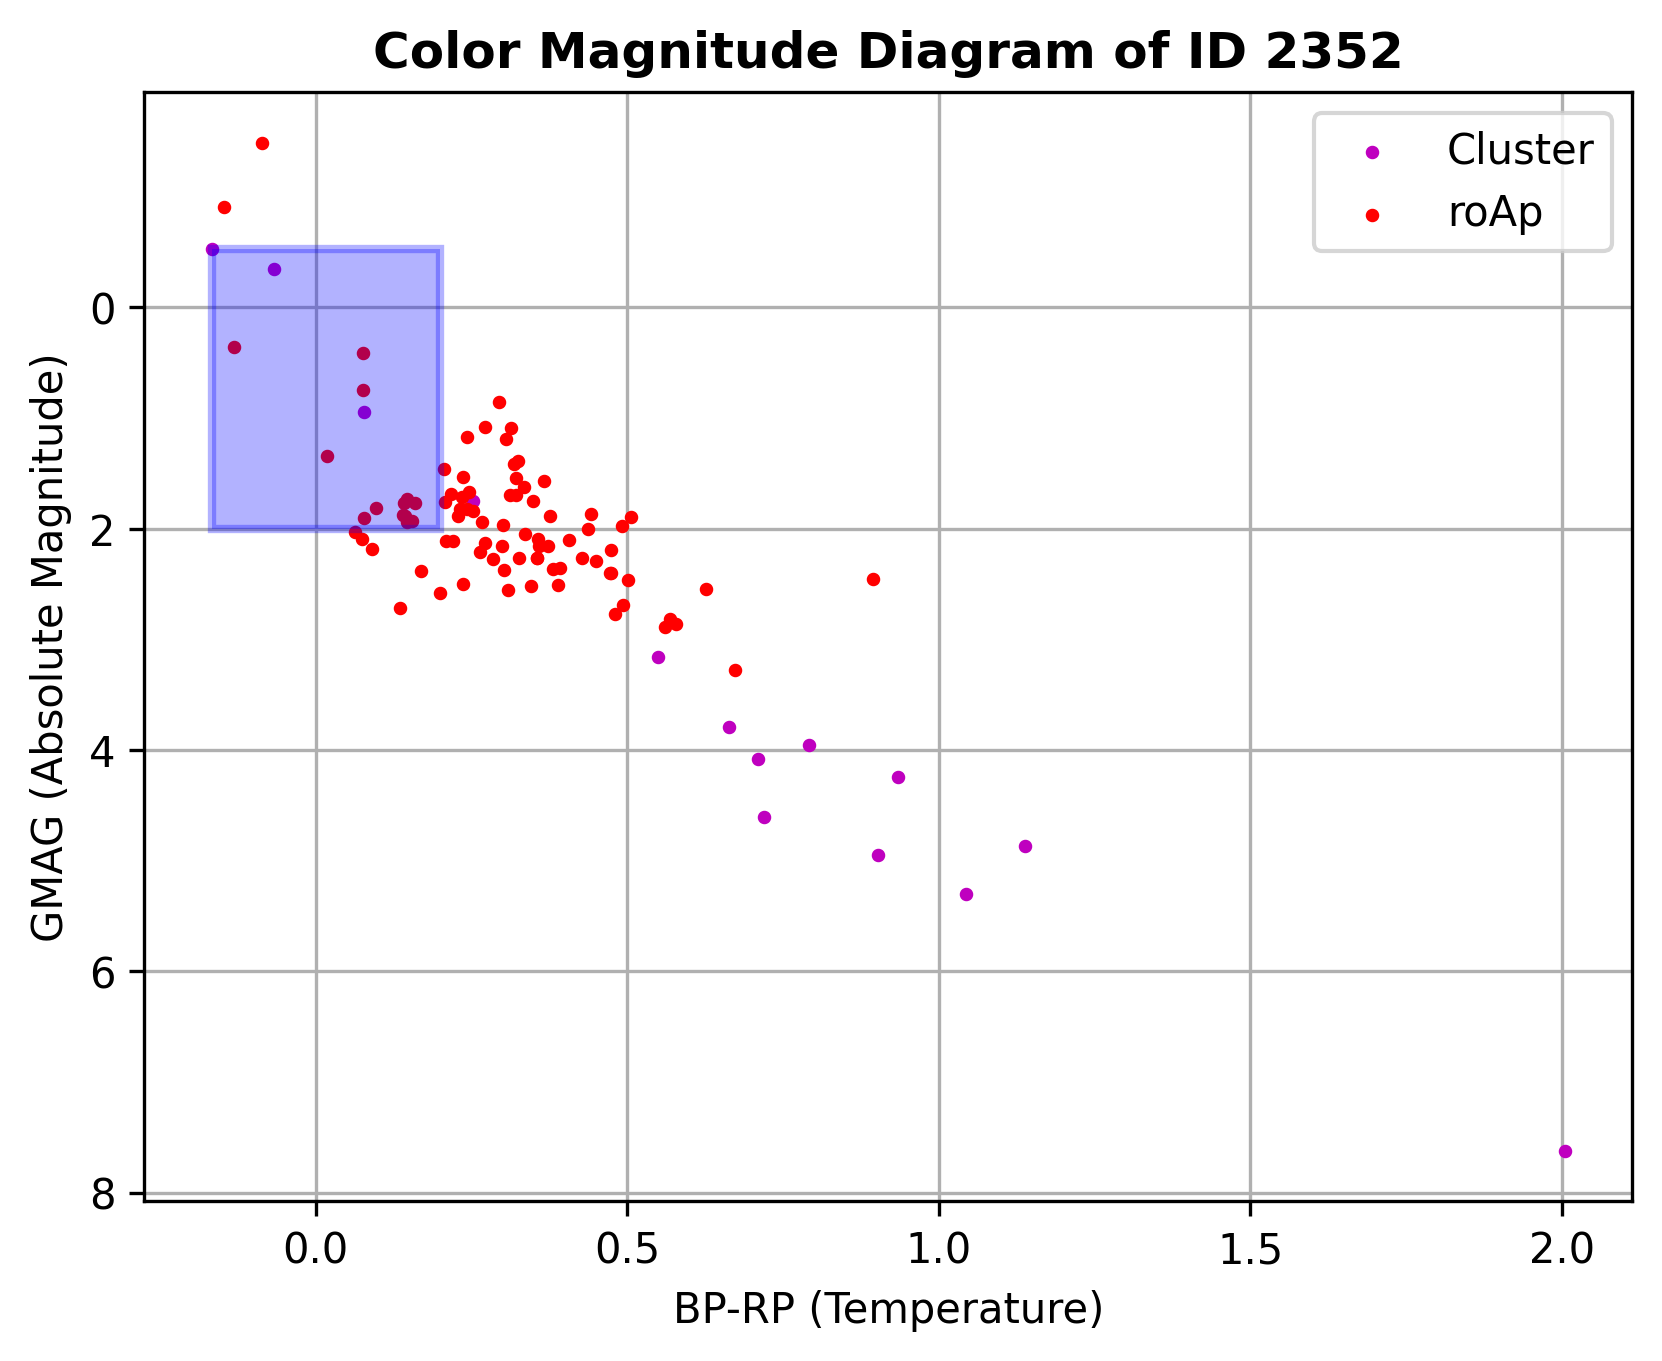 Color Magnitude Diagram of ID 2352
Cluster
roAp
GMAG (Absolute Magnitude)
0
2
4
6
8
0.0 0.5 1.0 1.5 2.0
BP-RP (Temperature)